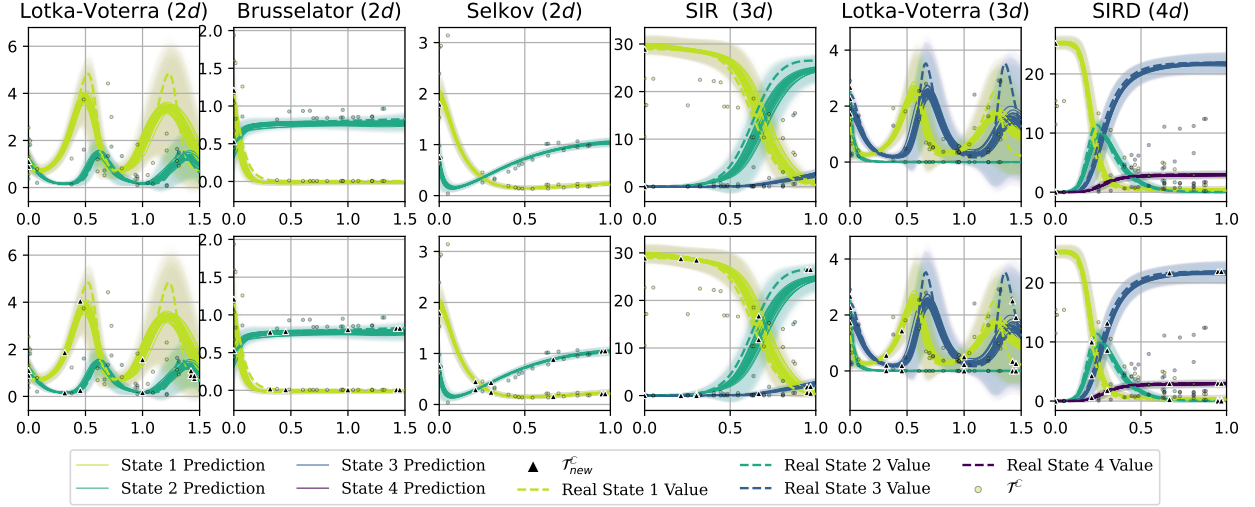 Lotka-Voterra (2d) Brusselator (2d) Selkov (2d) SIR (3d) Lotka-Voterra (3d) SIRD (4d)
6
4
2
0
0.0 0.5 1.0 1.5
2.0
1.5
1.0
0.5
0.0
0.0 0.5 1.0 1.5
3
2
1
0
0.0 0.5 1.0
30
20
10
0
0.0 0.5 1.0
4
2
0
0.0 0.5 1.0 1.5
20
10
0
0.0 0.5 1.0
6
4
2
0
0.0 0.5 1.0 1.5
2.0
1.5
1.0
0.5
0.0
0.0 0.5 1.0 1.5
3
2
1
0
0.0 0.5 1.0
30
20
10
0
0.0 0.5 1.0
4
2
0
0.0 0.5 1.0 1.5
20
10
0
0.0 0.5 1.0
State 1 Prediction
State 2 Prediction
State 3 Prediction
State 4 Prediction
𝒯^ℂ_new
Real State 1 Value
Real State 2 Value
Real State 3 Value
Real State 4 Value
𝒯^ℂ